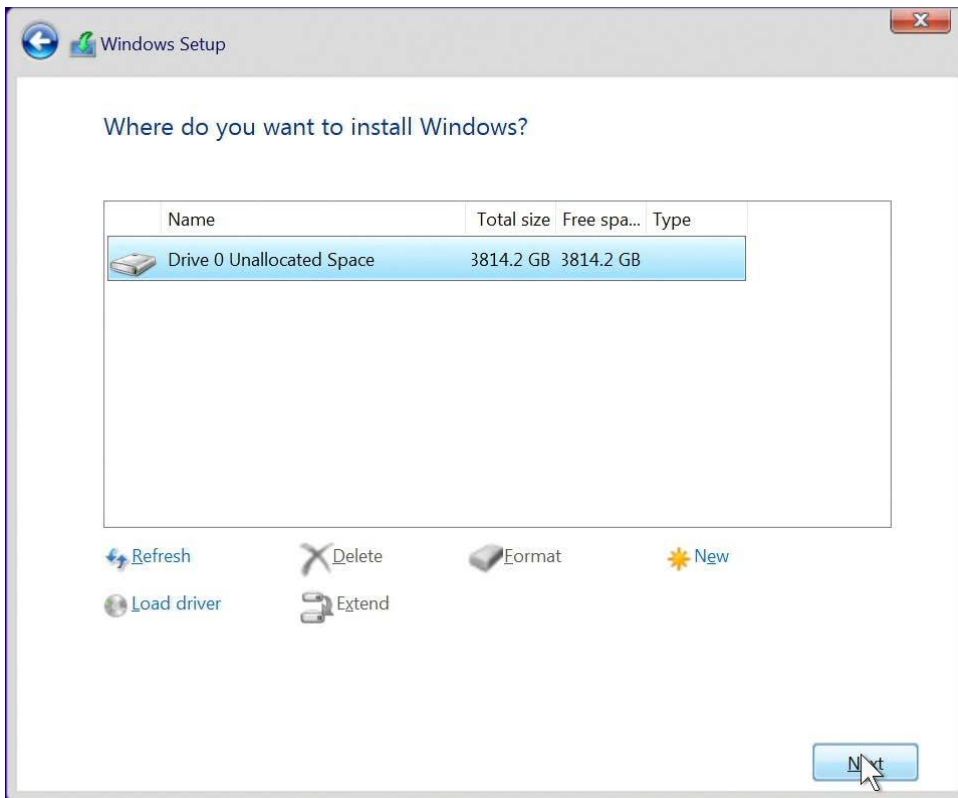 Windows Setup
Where do you want to install Windows?
Name Total size Free spa... Type
Drive 0 Unallocated Space 3814.2 GB 3814.2 GB
Refresh Delete Format New
Load driver Extend
Next